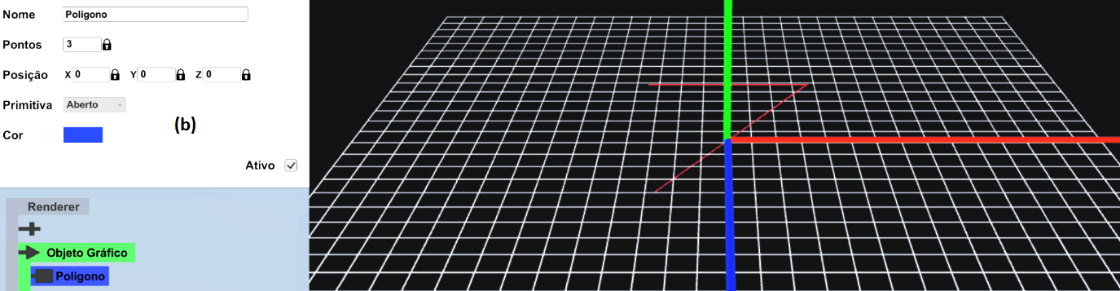 Nome Poligono
Pontos 3
Posição X 0 Y 0 Z 0
Primitiva Aberto
(b)
Cor
Ativo
Renderer
Objeto Gráfico
Poligono